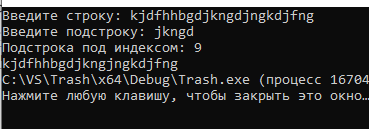 Введите строку: kjdfhhbgdjkngdjngkdjfng
Введите подстроку: jkngd
Подстрока под индексом: 9
kjdfhhbgdjkngjngkdjfng
C:\VS\Trash\x64\Debug\Trash.exe (процесс 16704
Нажмите любую клавишу, чтобы закрыть это окно…